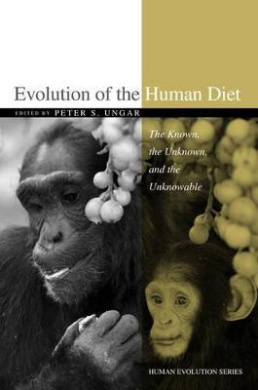 Evolution of the Human Diet
EDITED BY PETER S. UNGAR
The Known,
the Unknown,
and the
Unknowable
HUMAN EVOLUTION SERIES